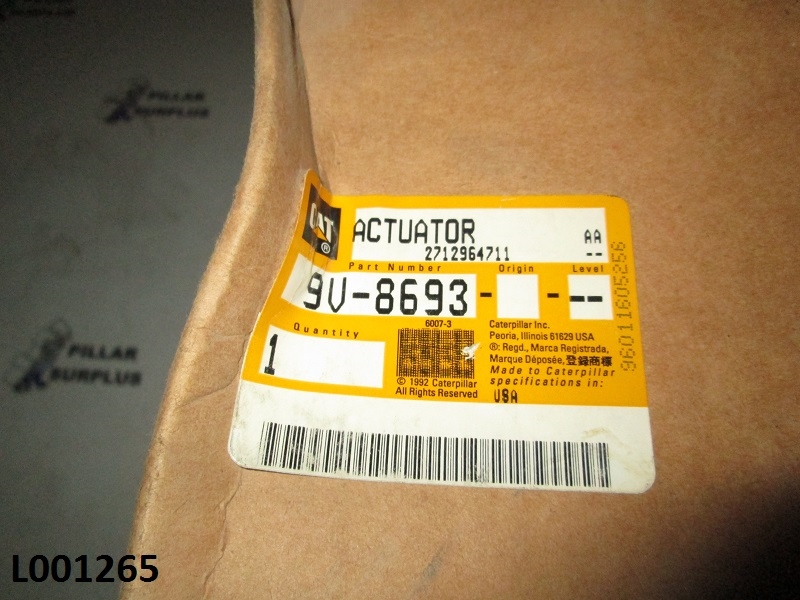 PILLAR
SURPLUS
CAT
®
ACTUATOR
AA
2712964711
--
Part Number
Origin
Level
9V-8693-
-
--
96011605256
Quantity
1
6007-3
© 1992 Caterpillar
All Rights Reserved
Caterpillar Inc.
Peoria, Illinois 61629 USA
®: Regd., Marca Registrada,
Marque Déposée, 登録商標
Made to Caterpillar
specifications in:
USA
PILLAR
SURPLUS
L001265